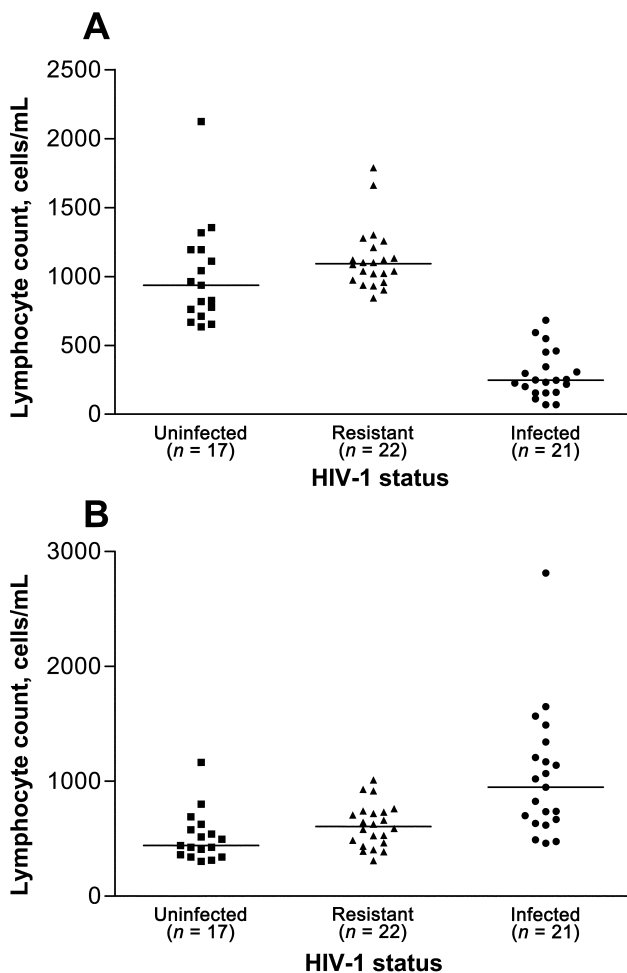 A
Lymphocyte count, cells/mL
2500
2000
1500
1000
500
0
Uninfected
(n = 17)
Resistant
(n = 22)
Infected
(n = 21)
HIV-1 status
B
Lymphocyte count, cells/mL
3000
2000
1000
0
Uninfected
(n = 17)
Resistant
(n = 22)
Infected
(n = 21)
HIV-1 status